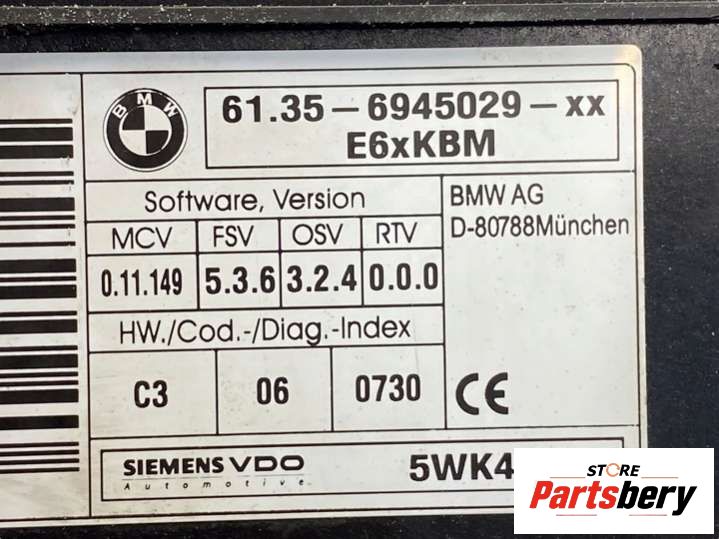 BMW
61.35-6945029-xx
E6xKBM
Software, Version
MCV FSV OSV RTV
0.11.149 5.3.6 3.2.4 0.0.0
HW./Cod.-/Diag.-Index
C3 06 0730
BMW AG
D-80788München
CE
SIEMENS VDO
Automotive
STORE
Partsbery